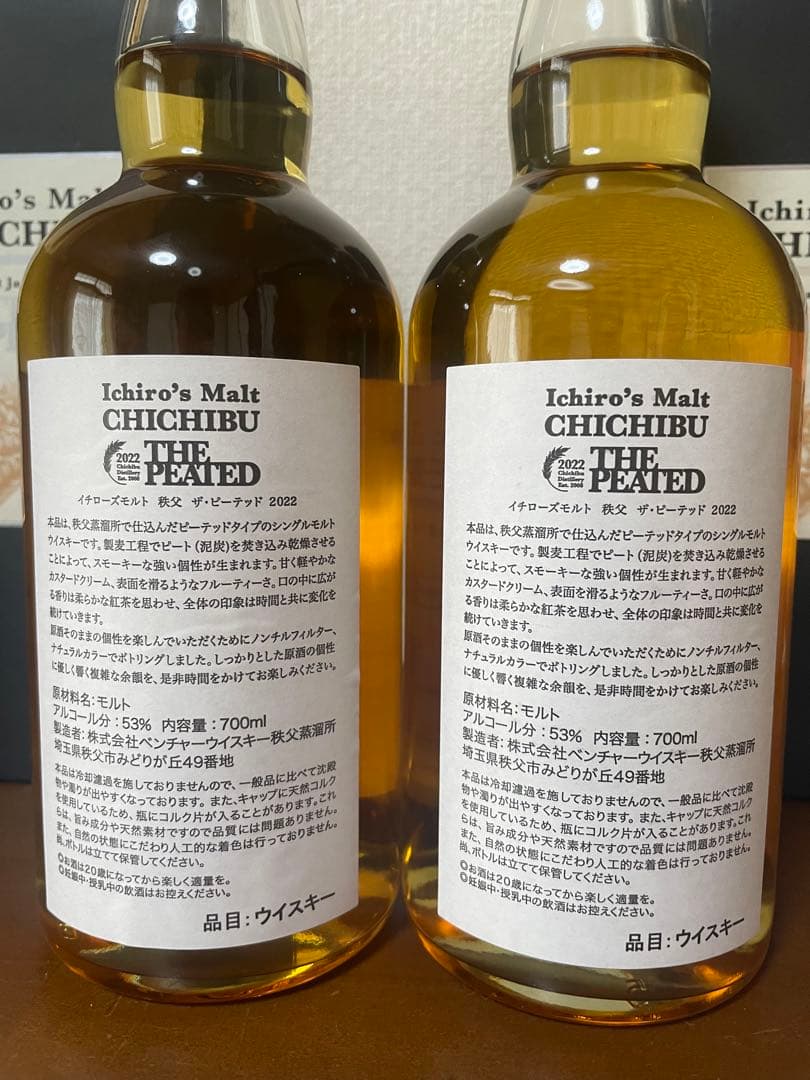 Ichiro's Malt
CHICHIBU
2022
Chichibu
Distillery
Est. 2008
THE
PEATED
イチローズモルト 秩父 ザ・ピーテッド 2022
本品は、秩父蒸溜所で仕込んだピーテッドタイプのシングルモルト
ウイスキーです。製麦工程でピート(泥炭)を焚き込み乾燥させる
ことによって、スモーキーな強い個性が生まれます。甘く軽やかな
カスタードクリーム、表面を滑るようなフルーティーさ。口の中に広が
る香りは柔らかな紅茶を思わせ、全体の印象は時間と共に変化を
続けていきます。
原酒そのままの個性を楽しんでいただくためにノンチルフィルター、
ナチュラルカラーでボトリングしました。しっかりとした原酒の個性
に優しく響く複雑な余韻を、是非時間をかけてお楽しみください。
原材料名:モルト
アルコール分:53% 内容量:700ml
製造者:株式会社ベンチャーウイスキー秩父蒸溜所
埼玉県秩父市みどりが丘49番地
本品は冷却濾過を施しておりませんので、一般品に比べて沈殿
物や濁りが出やすくなっております。また、キャップに天然コルク
を使用しているため、瓶にコルク片が入ることがあります。これ
らは、旨み成分や天然素材ですので品質には問題ありません。
また、自然の状態にこだわり人工的な着色は行っておりません。
尚、ボトルは立てて保管してください。
◎お酒は20歳になってから楽しく適量を。
◎妊娠中・授乳中の飲酒はお控えください。
品目:ウイスキー
Ichiro's Malt
CHICHIBU
2022
Chichibu
Distillery
Est. 2008
THE
PEATED
イチローズモルト 秩父 ザ・ピーテッド 2022
本品は、秩父蒸溜所で仕込んだピーテッドタイプのシングルモルト
ウイスキーです。製麦工程でピート(泥炭)を焚き込み乾燥させる
ことによって、スモーキーな強い個性が生まれます。甘く軽やかな
カスタードクリーム、表面を滑るようなフルーティーさ。口の中に広が
る香りは柔らかな紅茶を思わせ、全体の印象は時間と共に変化を
続けていきます。
原酒そのままの個性を楽しんでいただくためにノンチルフィルター、
ナチュラルカラーでボトリングしました。しっかりとした原酒の個性
に優しく響く複雑な余韻を、是非時間をかけてお楽しみください。
原材料名:モルト
アルコール分:53% 内容量:700ml
製造者:株式会社ベンチャーウイスキー秩父蒸溜所
埼玉県秩父市みどりが丘49番地
本品は冷却濾過を施しておりませんので、一般品に比べて沈殿
物や濁りが出やすくなっております。また、キャップに天然コルク
を使用しているため、瓶にコルク片が入ることがあります。これ
らは、旨み成分や天然素材ですので品質には問題ありません。
また、自然の状態にこだわり人工的な着色は行っておりません。
尚、ボトルは立てて保管してください。
◎お酒は20歳になってから楽しく適量を。
◎妊娠中・授乳中の飲酒はお控えください。
品目:ウイスキー
ro's Mal
CHI
Ichi